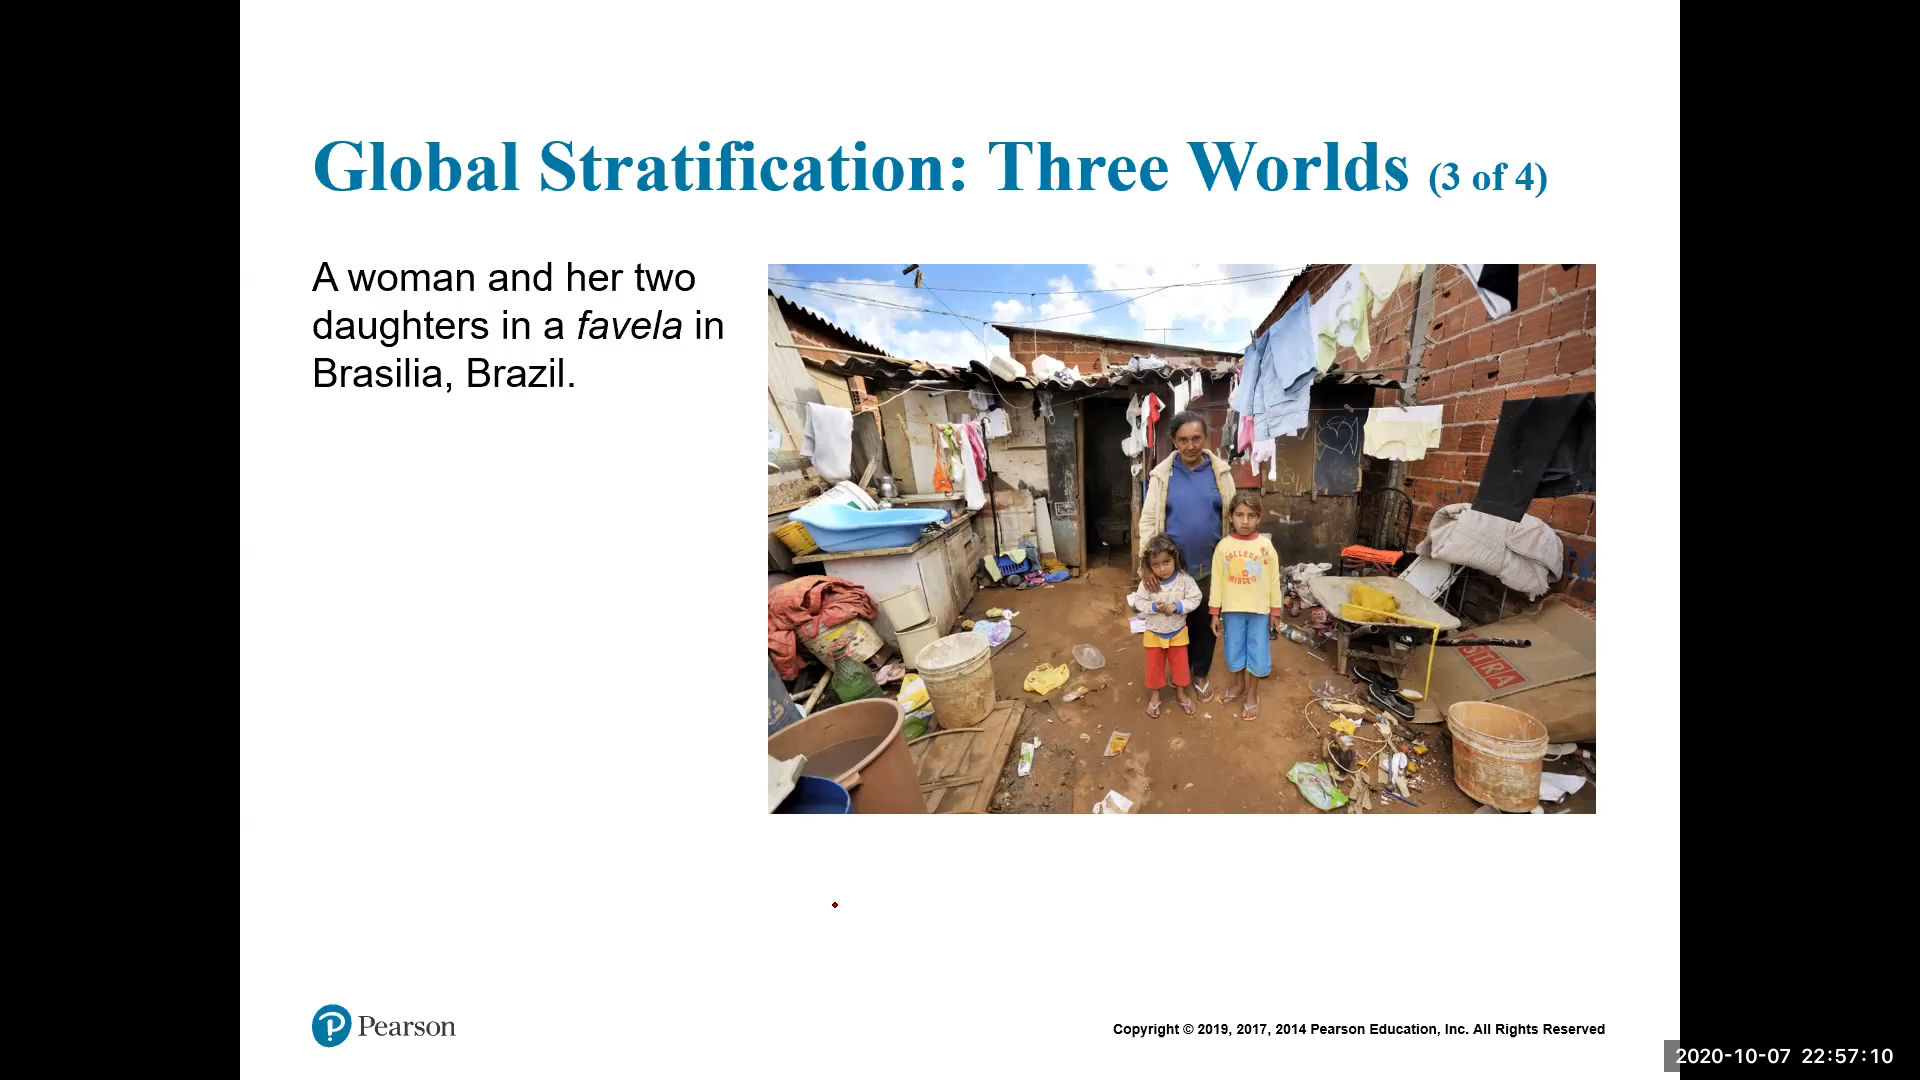 Global Stratification: Three Worlds (3 of 4)
A woman and her two
daughters in a favela in
Brasilia, Brazil.
COLLEGE
Pearson
Copyright © 2019, 2017, 2014 Pearson Education, Inc. All Rights Reserved
2020-10-07 22:57:10